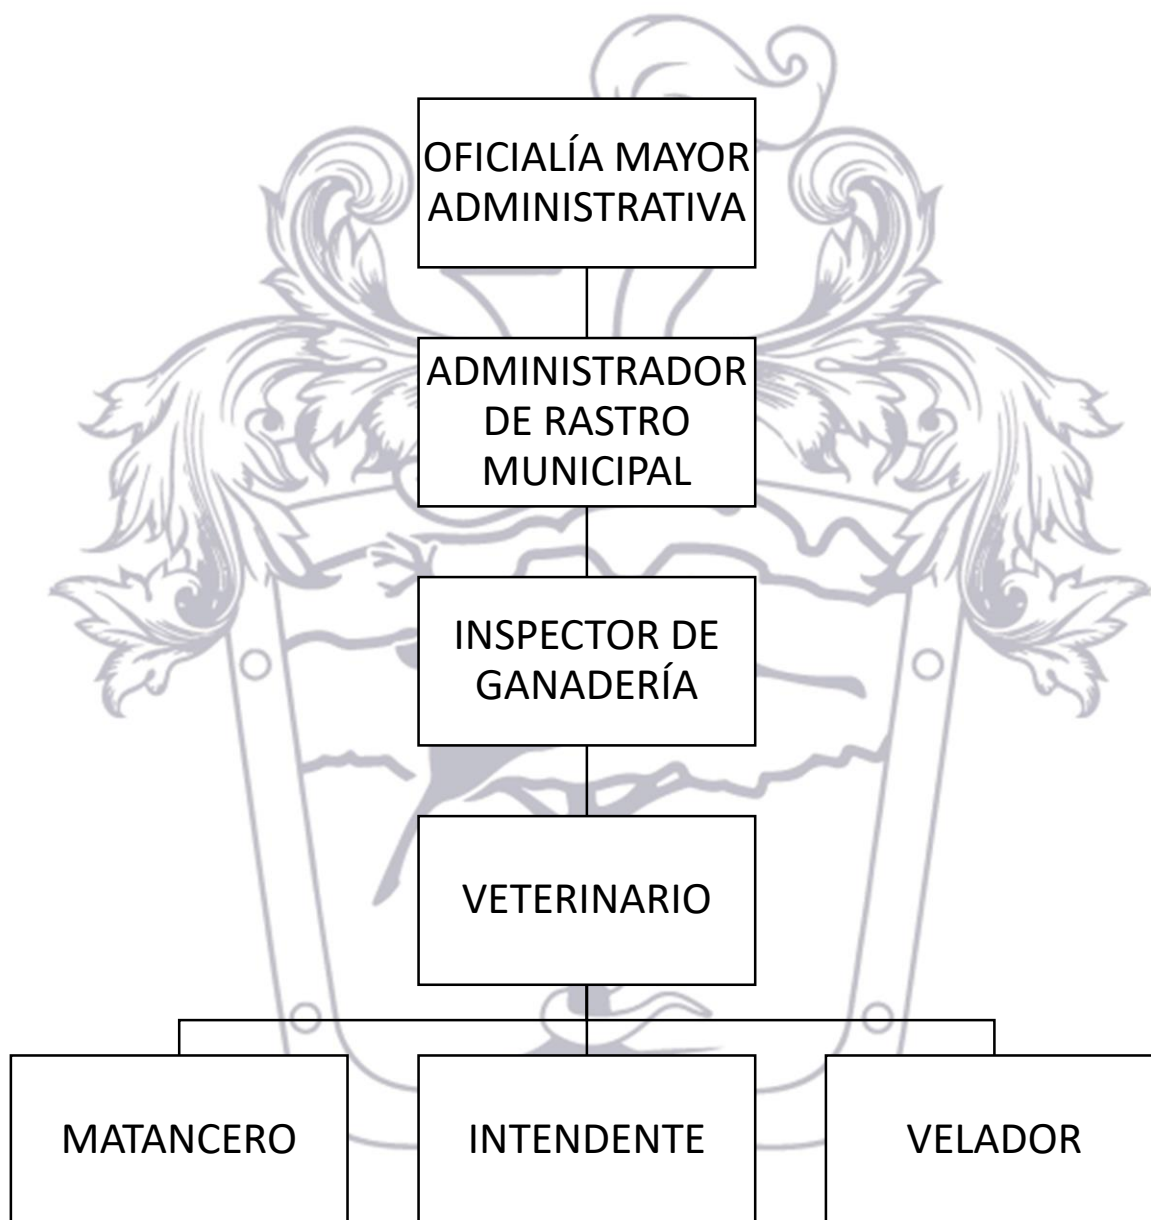 OFICIALÍA MAYOR
ADMINISTRATIVA
ADMINISTRADOR
DE RASTRO
MUNICIPAL
INSPECTOR DE
GANADERÍA
VETERINARIO
MATANCERO
INTENDENTE
VELADOR